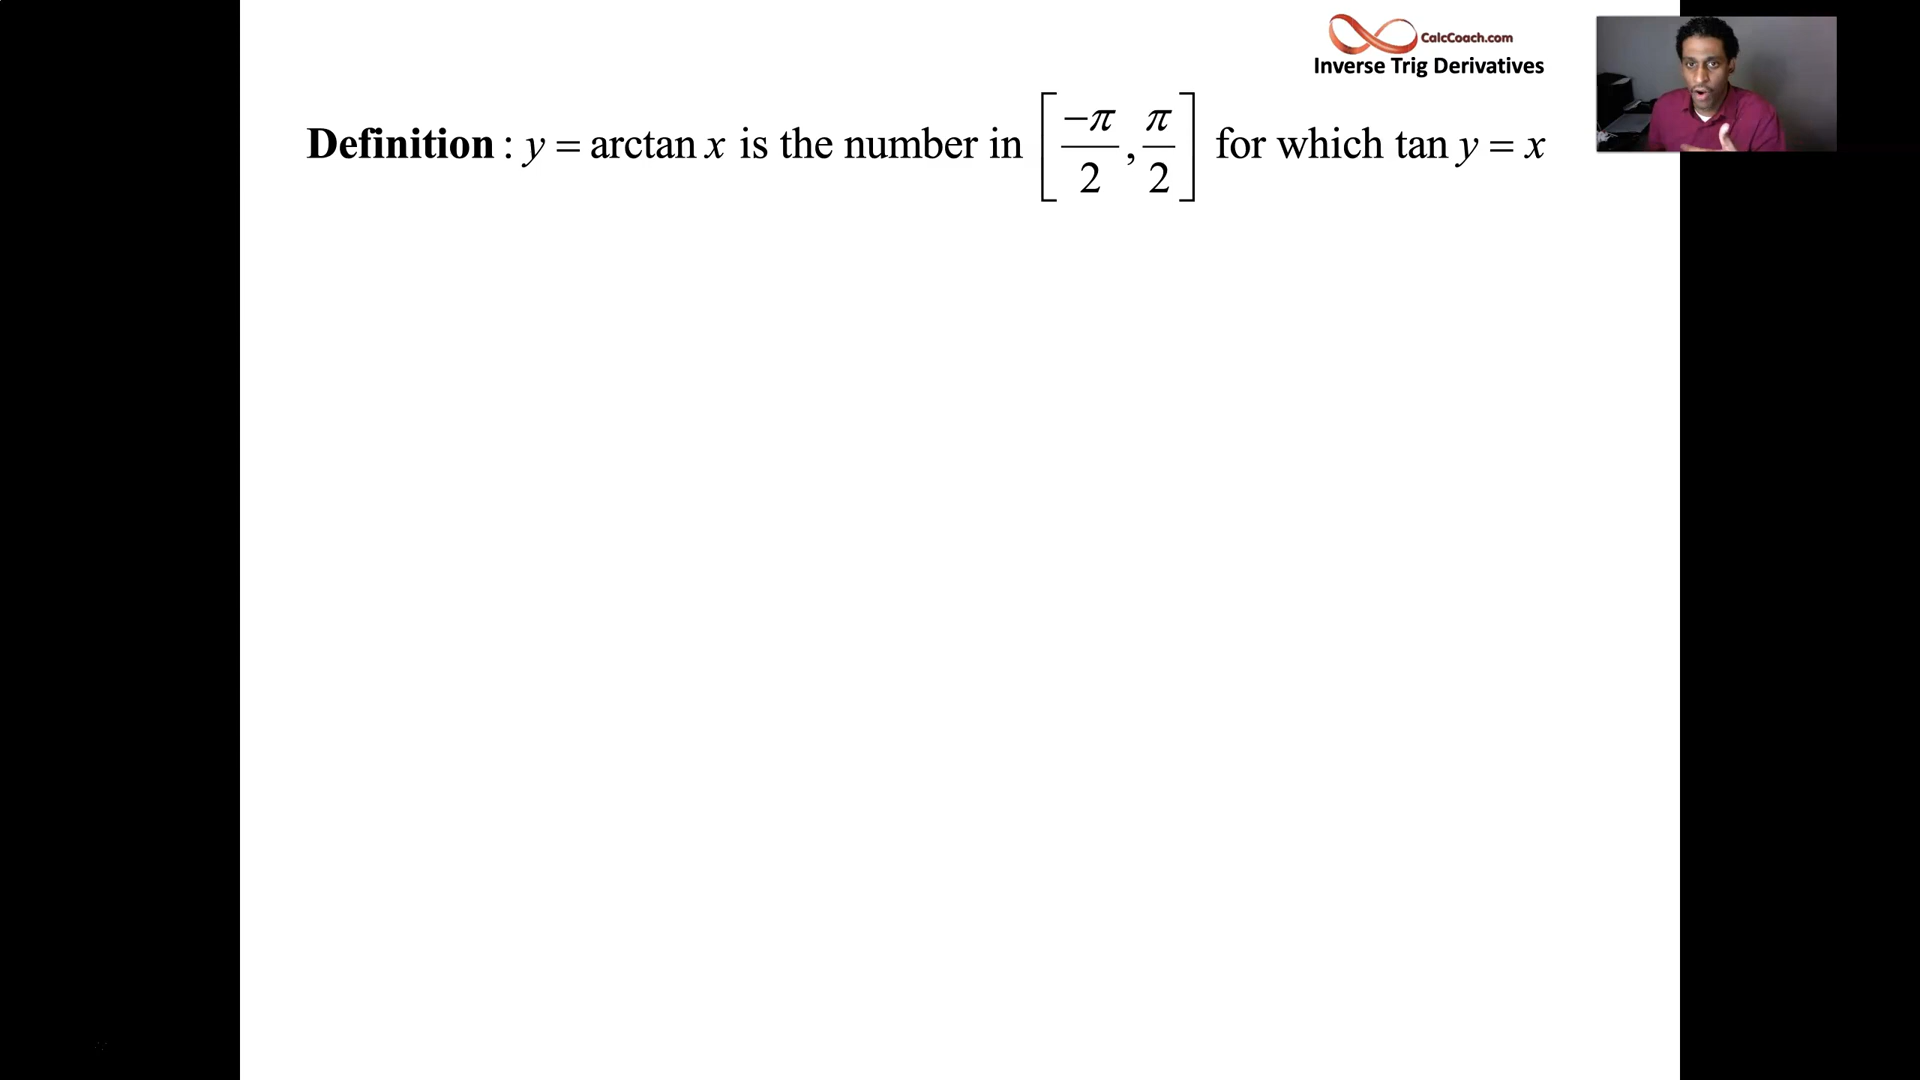 CalcCoach.com
Inverse Trig Derivatives
Definition : y = arctan x is the number in [−π/2, π/2] for which tan y = x